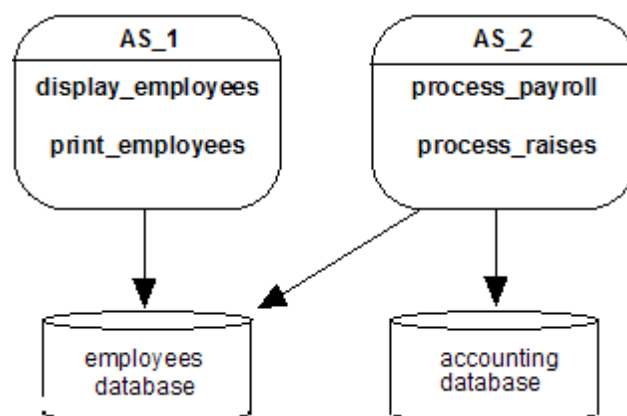 AS_1
display_employees
print_employees
AS_2
process_payroll
process_raises
employees
database
accounting
database